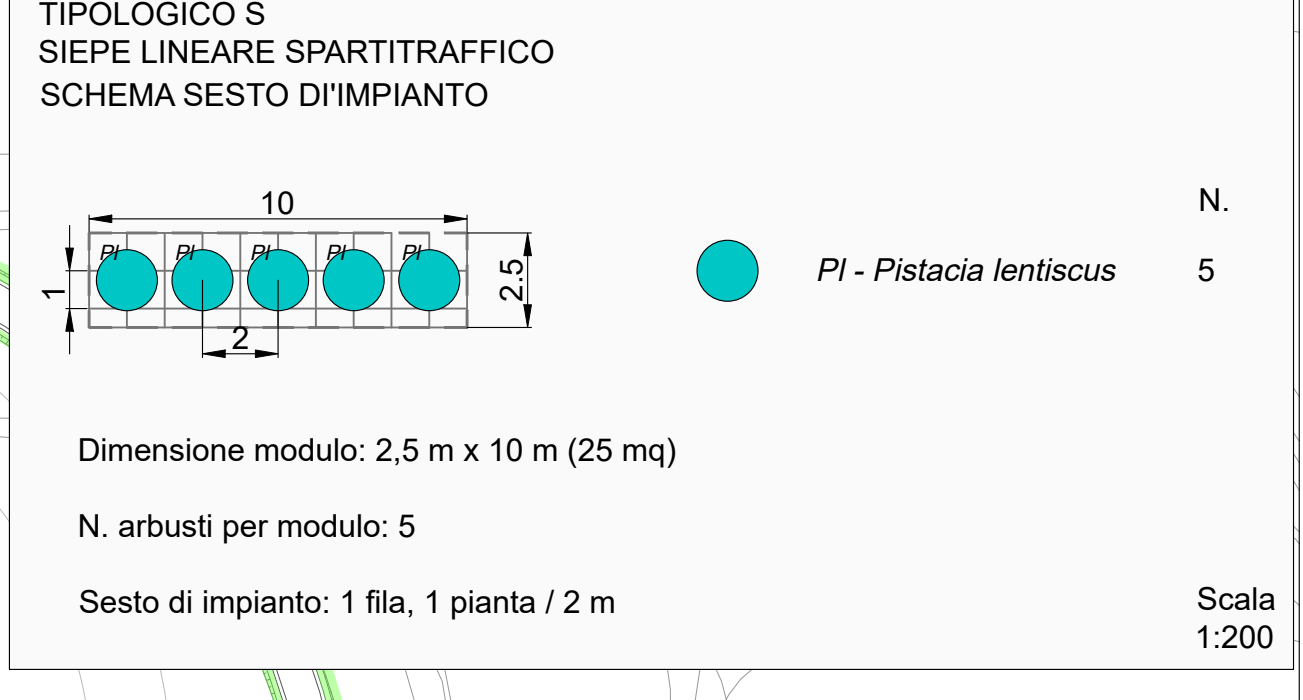 TIPOLOGICO S
SIEPE LINEARE SPARTITRAFFICO
SCHEMA SESTO DI'IMPIANTO
10
N.
Pl Pl Pl Pl Pl
1
2.5
2
Pl - Pistacia lentiscus 5
Dimensione modulo: 2,5 m x 10 m (25 mq)
N. arbusti per modulo: 5
Sesto di impianto: 1 fila, 1 pianta / 2 m
Scala
1:200